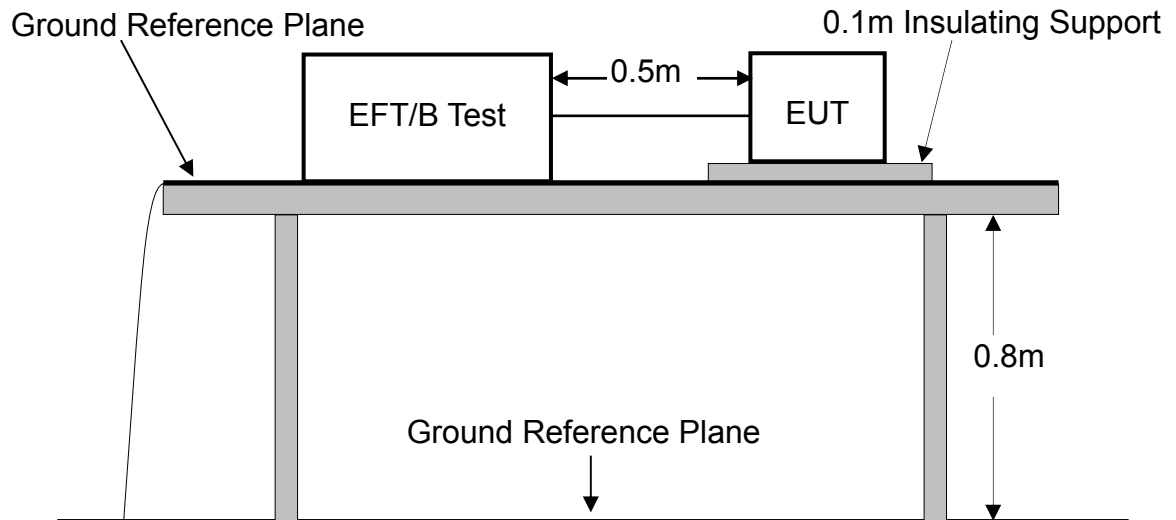 Ground Reference Plane
0.1m Insulating Support
0.5m
EFT/B Test
EUT
0.8m
Ground Reference Plane